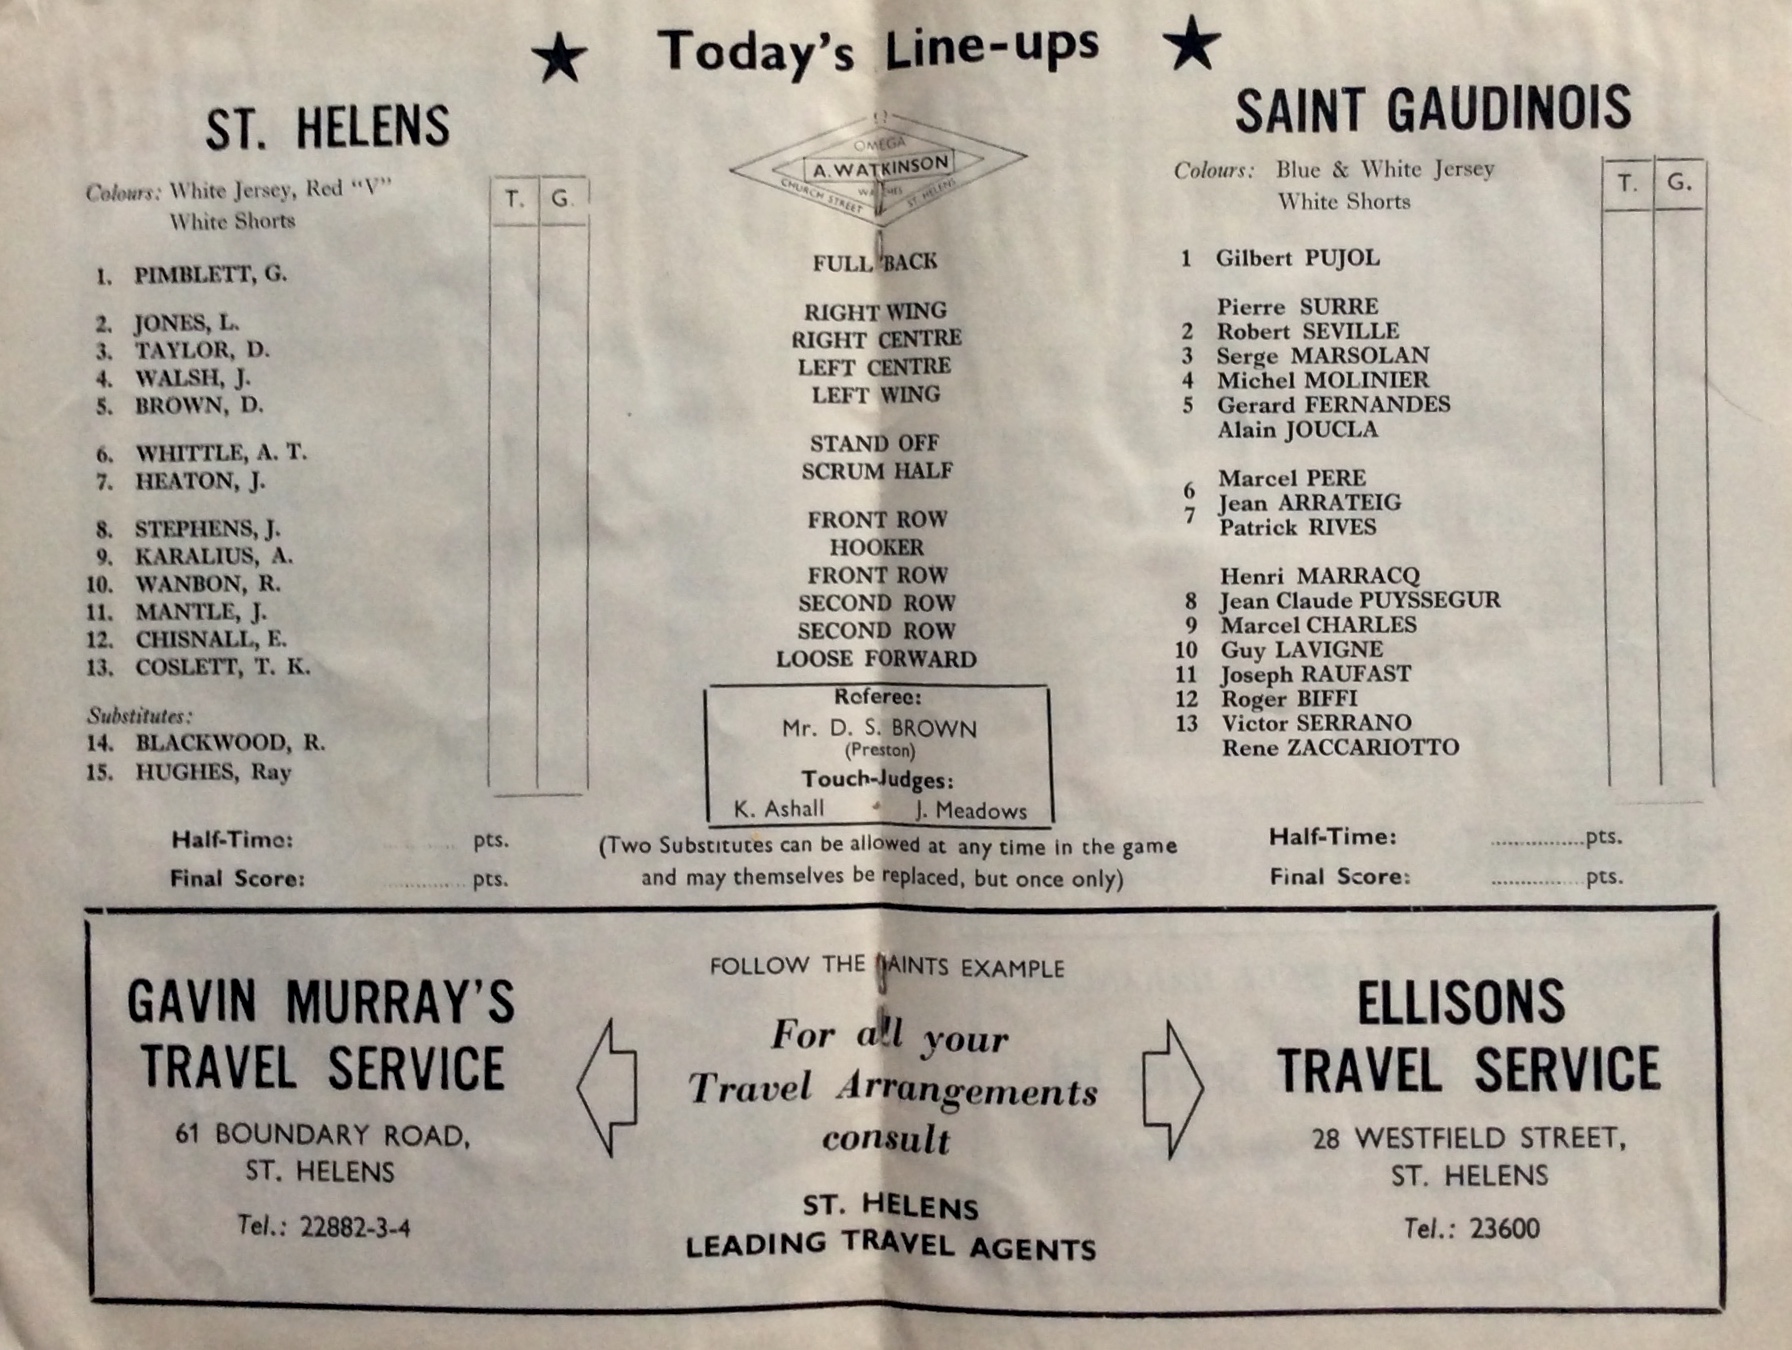 ★ Today's Line-ups ★
ST. HELENS
Colours: White Jersey, Red "V"
White Shorts
T. G.
1. PIMBLETT, G.
2. JONES, L.
3. TAYLOR, D.
4. WALSH, J.
5. BROWN, D.
6. WHITTLE, A. T.
7. HEATON, J.
8. STEPHENS, J.
9. KARALIUS, A.
10. WANBON, R.
11. MANTLE, J.
12. CHISNALL, E.
13. COSLETT, T. K.
Substitutes:
14. BLACKWOOD, R.
15. HUGHES, Ray
Half-Time: ............ pts.
Final Score: ............ pts.
OMEGA
A. WATKINSON
CHURCH STREET ST. HELENS
FULL BACK
RIGHT WING
RIGHT CENTRE
LEFT CENTRE
LEFT WING
STAND OFF
SCRUM HALF
FRONT ROW
HOOKER
FRONT ROW
SECOND ROW
SECOND ROW
LOOSE FORWARD
Referee:
Mr. D. S. BROWN
(Preston)
Touch-Judges:
K. Ashall J. Meadows
(Two Substitutes can be allowed at any time in the game
and may themselves be replaced, but once only)
SAINT GAUDINOIS
Colours: Blue & White Jersey
White Shorts
T. G.
1 Gilbert PUJOL
Pierre SURRE
2 Robert SEVILLE
3 Serge MARSOLAN
4 Michel MOLINIER
5 Gerard FERNANDES
Alain JOUCLA
Marcel PERE
6 Jean ARRATEIG
7 Patrick RIVES
Henri MARRACQ
8 Jean Claude PUYSSEGUR
9 Marcel CHARLES
10 Guy LAVIGNE
11 Joseph RAUFAST
12 Roger BIFFI
13 Victor SERRANO
Rene ZACCARIOTTO
Half-Time: ...............pts.
Final Score: ...............pts.
GAVIN MURRAY'S
TRAVEL SERVICE
61 BOUNDARY ROAD,
ST. HELENS
Tel.: 22882-3-4
FOLLOW THE SAINTS EXAMPLE
For all your
Travel Arrangements
consult
ST. HELENS
LEADING TRAVEL AGENTS
ELLISONS
TRAVEL SERVICE
28 WESTFIELD STREET,
ST. HELENS
Tel.: 23600